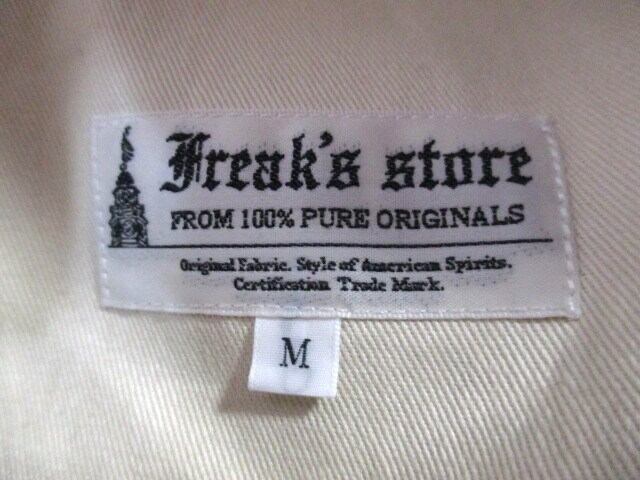 Freak's store
FROM 100% PURE ORIGINALS
Original Fabric. Style of American Spirits.
Certification Trade Mark.
M